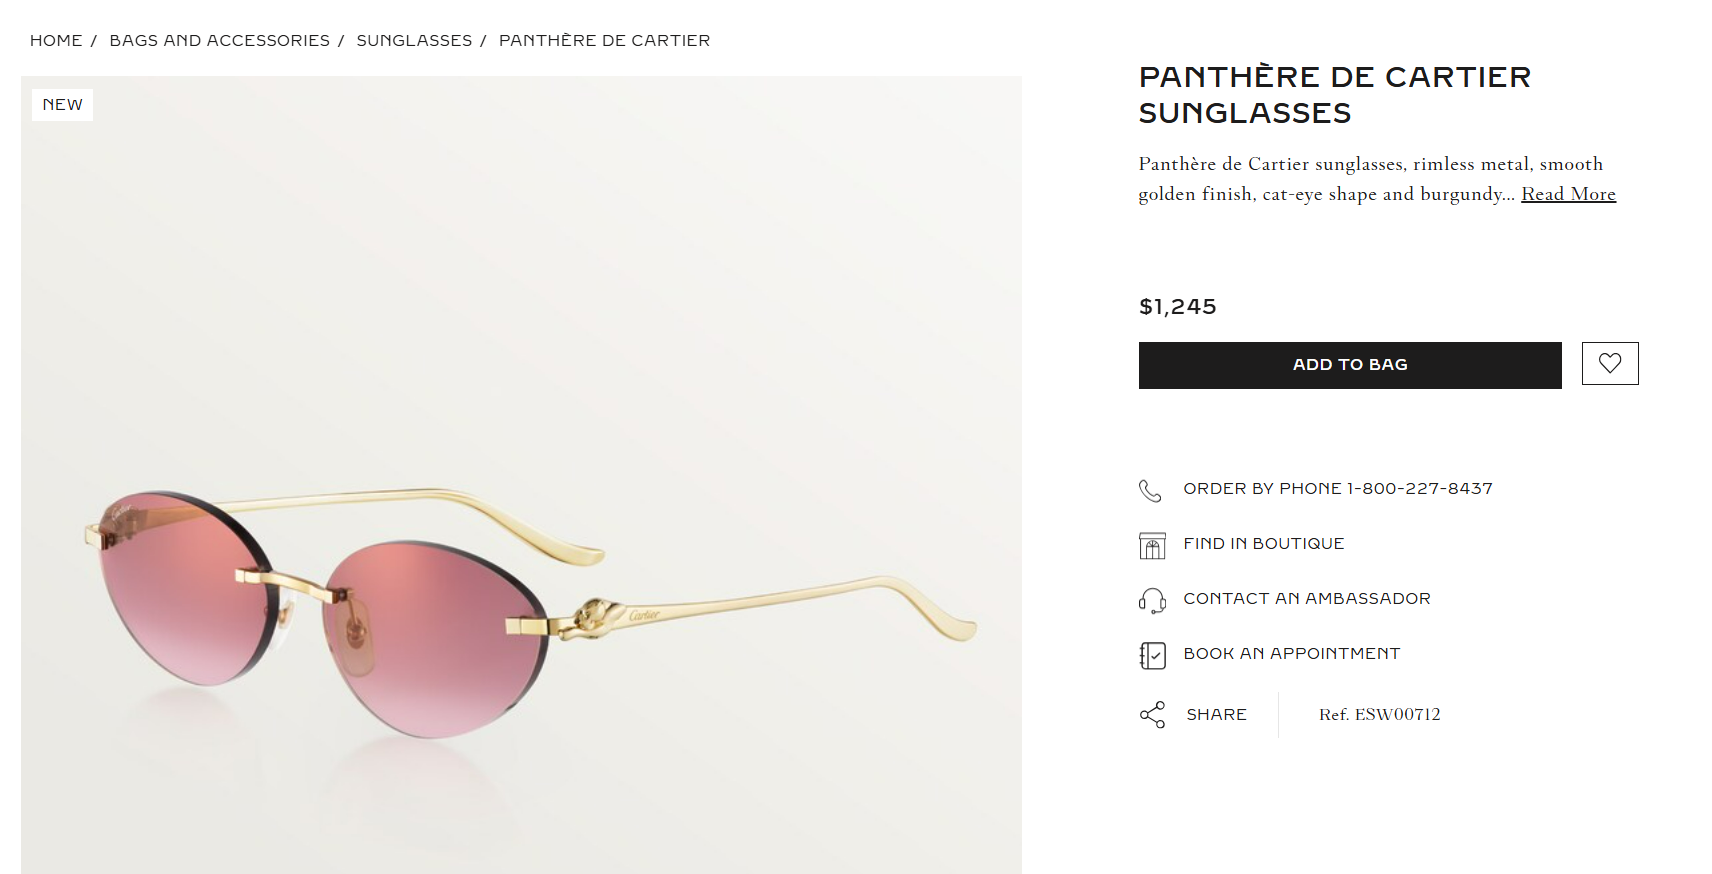 HOME / BAGS AND ACCESSORIES / SUNGLASSES / PANTHÈRE DE CARTIER
NEW
Cartier
Cartier
PANTHÈRE DE CARTIER
SUNGLASSES
Panthère de Cartier sunglasses, rimless metal, smooth
golden finish, cat-eye shape and burgundy... Read More
$1,245
ADD TO BAG
ORDER BY PHONE 1-800-227-8437
FIND IN BOUTIQUE
CONTACT AN AMBASSADOR
BOOK AN APPOINTMENT
SHARE
Ref. ESW00712